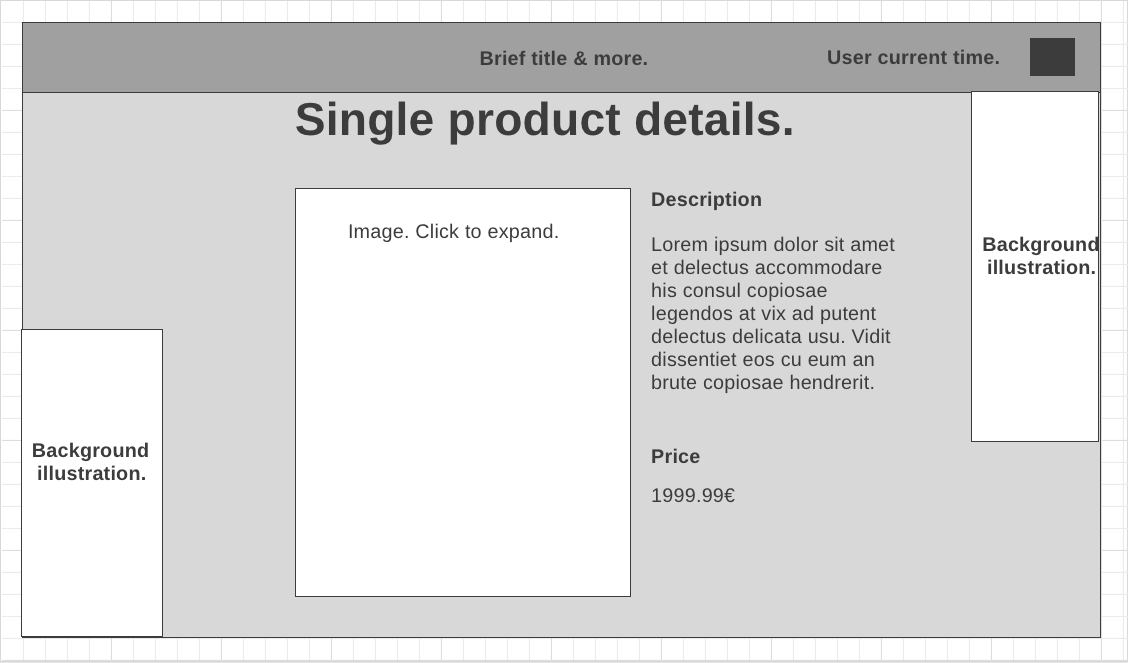 Brief title & more.
User current time.
Single product details.
Image. Click to expand.
Description
Lorem ipsum dolor sit amet
et delectus accommodare
his consul copiosae
legendos at vix ad putent
delectus delicata usu. Vidit
dissentiet eos cu eum an
brute copiosae hendrerit.
Price
1999.99€
Background
illustration.
Background
illustration.